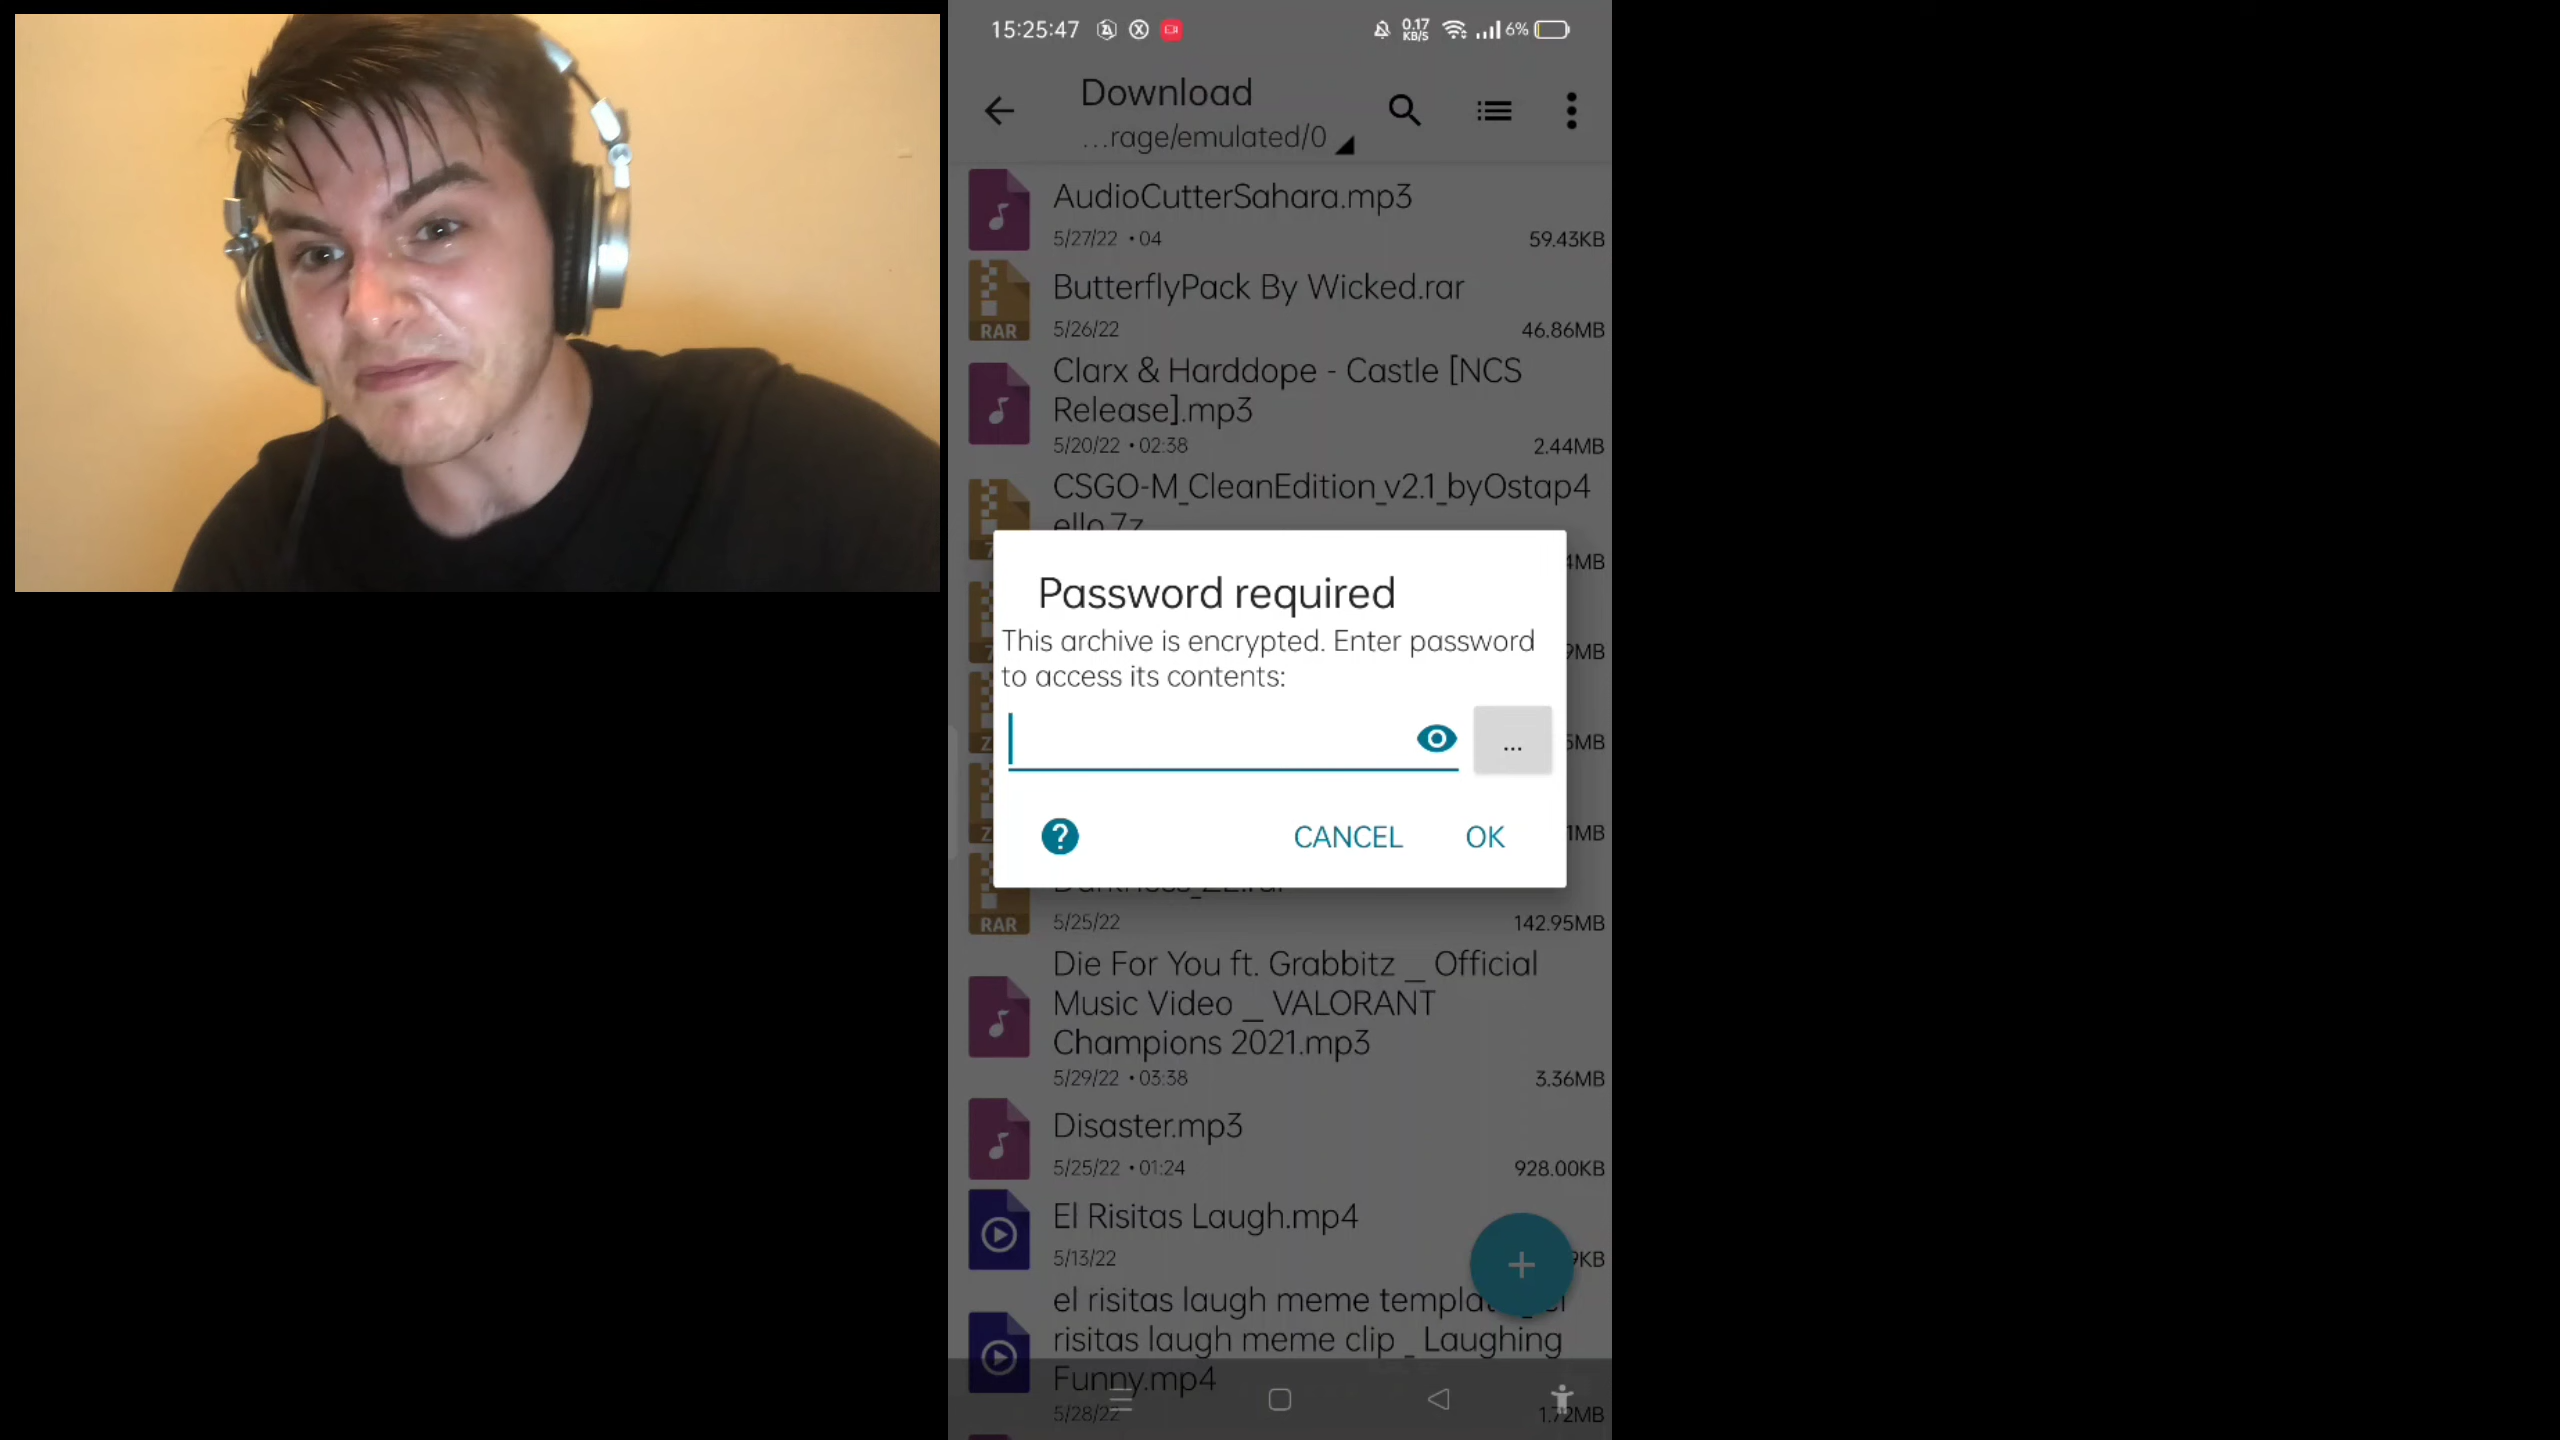 15:25:47
0.17
KB/S
6%
Download
...rage/emulated/0
AudioCutterSahara.mp3
5/27/22 • 04
59.43KB
ButterflyPack By Wicked.rar
RAR
5/26/22
46.86MB
Clarx & Harddope - Castle [NCS
Release].mp3
5/20/22 • 02:38
2.44MB
CSGO-M_CleanEdition_v2.1_byOstap4
ello.7z
Password required
This archive is encrypted. Enter password
to access its contents:
...
?
CANCEL
OK
RAR
5/25/22
142.95MB
Die For You ft. Grabbitz _ Official
Music Video _ VALORANT
Champions 2021.mp3
5/29/22 • 03:38
3.36MB
Disaster.mp3
5/25/22 • 01:24
928.00KB
El Risitas Laugh.mp4
5/13/22
9KB
+
el risitas laugh meme templat
risitas laugh meme clip _ Laughing
Funny.mp4
5/28/22
1.72MB